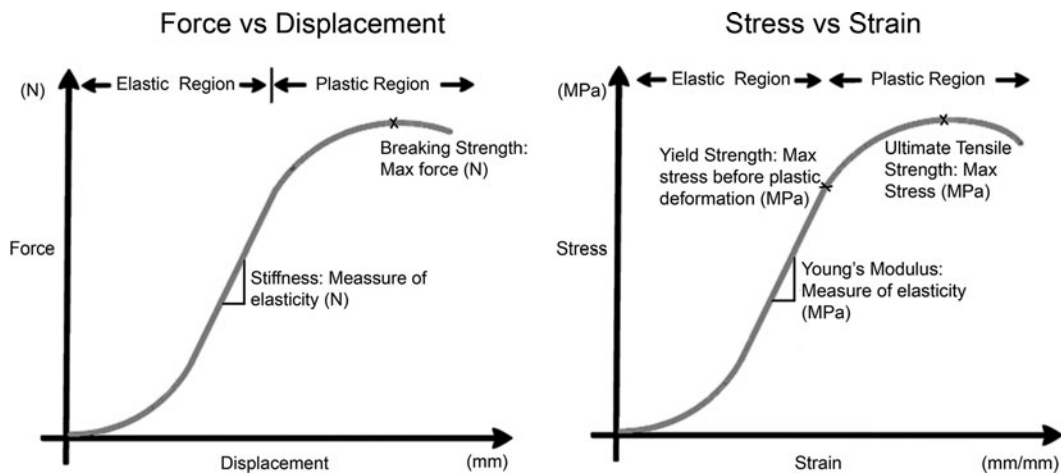 Force vs Displacement
(N)
Elastic Region
Plastic Region
Breaking Strength:
Max force (N)
Force
Stiffness: Meassure of
elasticity (N)
Displacement
(mm)
Stress vs Strain
(MPa)
Elastic Region
Plastic Region
Yield Strength: Max
stress before plastic
deformation (MPa)
Ultimate Tensile
Strength: Max
Stress (MPa)
Stress
Young's Modulus:
Measure of elasticity
(MPa)
Strain
(mm/mm)